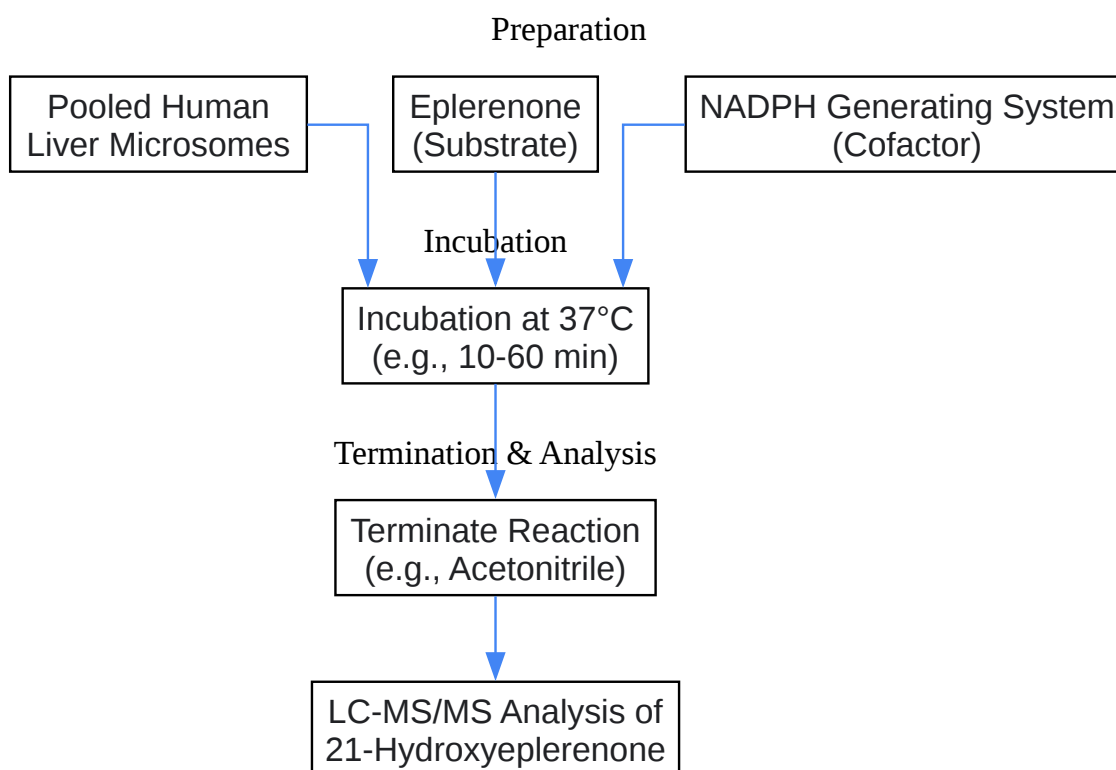 Preparation
Pooled Human
Liver Microsomes
Eplerenone
(Substrate)
NADPH Generating System
(Cofactor)
Incubation
Incubation at 37°C
(e.g., 10-60 min)
Termination & Analysis
Terminate Reaction
(e.g., Acetonitrile)
LC-MS/MS Analysis of
21-Hydroxyeplerenone